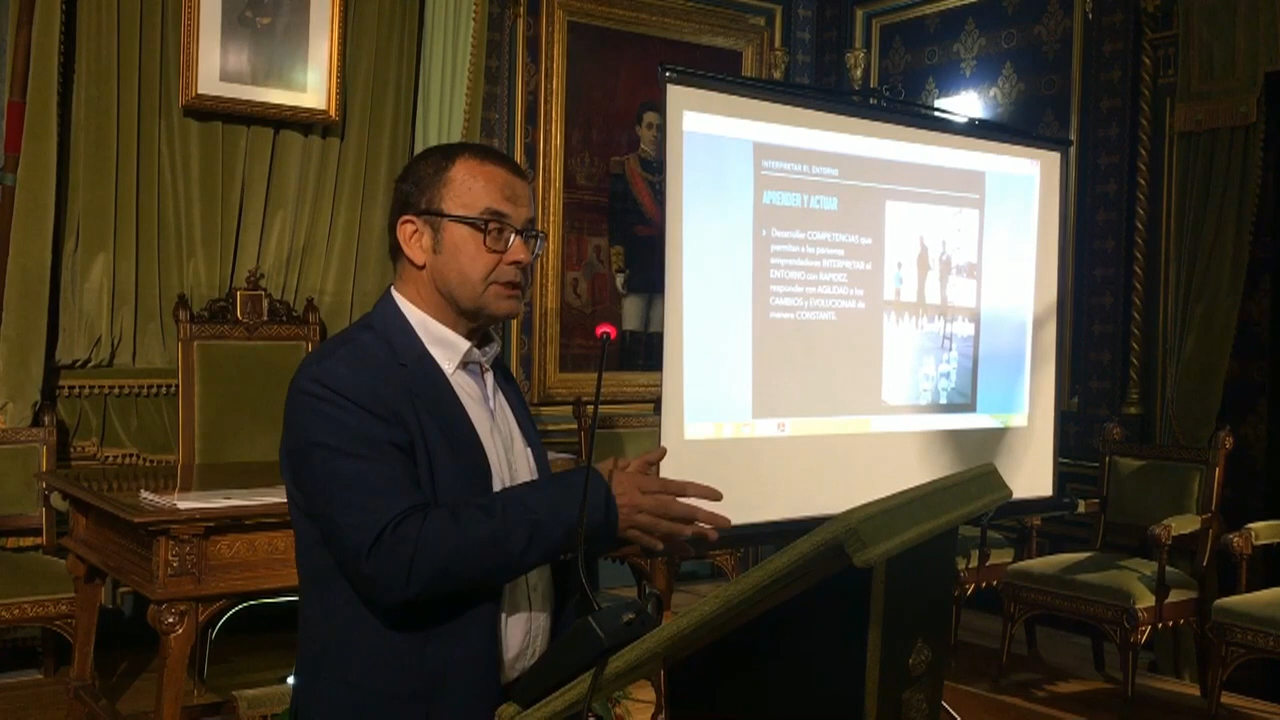 INTERPRETAR EL ENTORNO
APRENDER Y ACTUAR
Desarrollar COMPETENCIAS que
permitan a las personas
emprendedoras INTERPRETAR el
ENTORNO con RAPIDEZ,
responder con AGILIDAD a los
CAMBIOS y EVOLUCIONAR de
manera CONSTANTE.